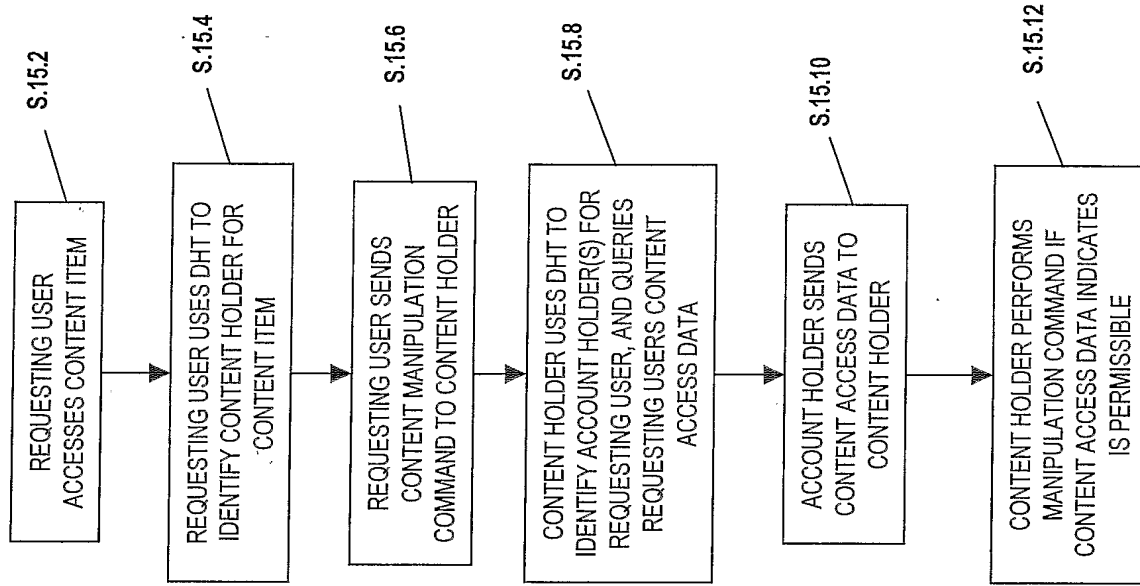 REQUESTING USER
ACCESSES CONTENT ITEM
S.15.2
REQUESTING USER USES DHT TO
IDENTIFY CONTENT HOLDER FOR
CONTENT ITEM
S.15.4
REQUESTING USER SENDS
CONTENT MANIPULATION
COMMAND TO CONTENT HOLDER
S.15.6
CONTENT HOLDER USES DHT TO
IDENTIFY ACCOUNT HOLDER(S) FOR
REQUESTING USER, AND QUERIES
REQUESTING USERS CONTENT
ACCESS DATA
S.15.8
ACCOUNT HOLDER SENDS
CONTENT ACCESS DATA TO
CONTENT HOLDER
S.15.10
CONTENT HOLDER PERFORMS
MANIPULATION COMMAND IF
CONTENT ACCESS DATA INDICATES
IS PERMISSIBLE
S.15.12